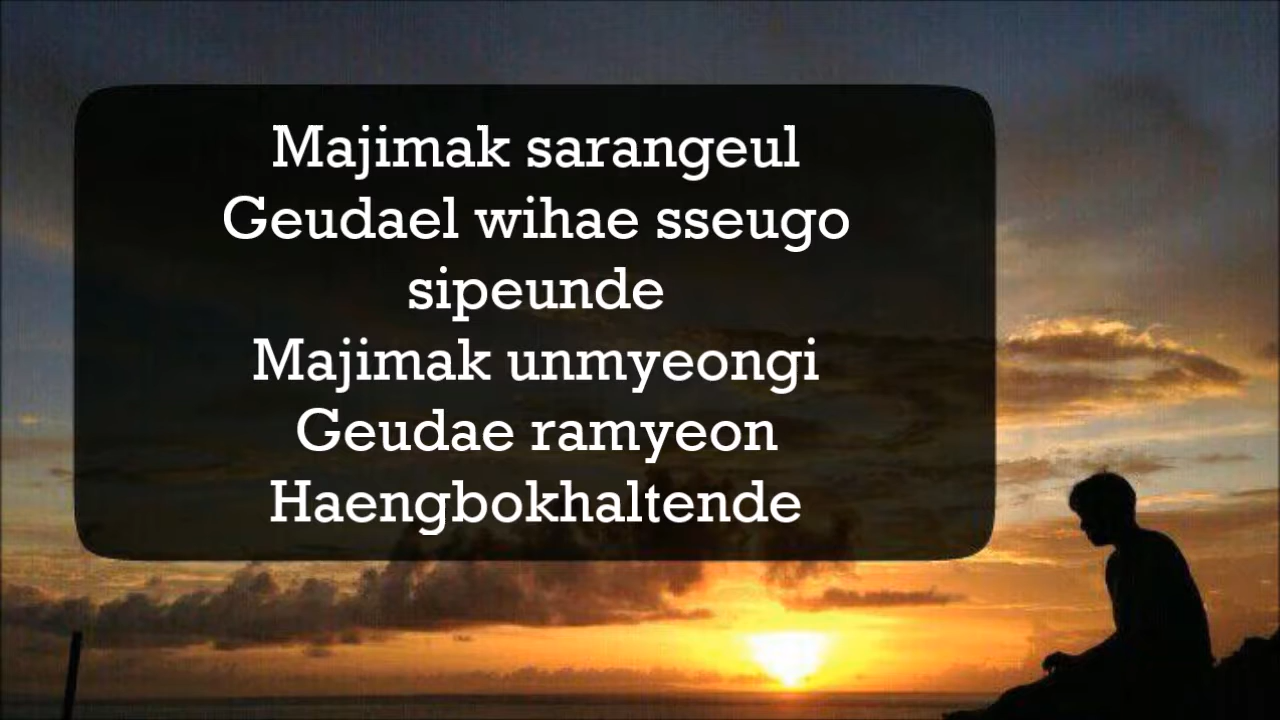 Majimak sarangeul
Geudael wihae sseugo
sipeunde
Majimak unmyeongi
Geudae ramyeon
Haengbokhaltende